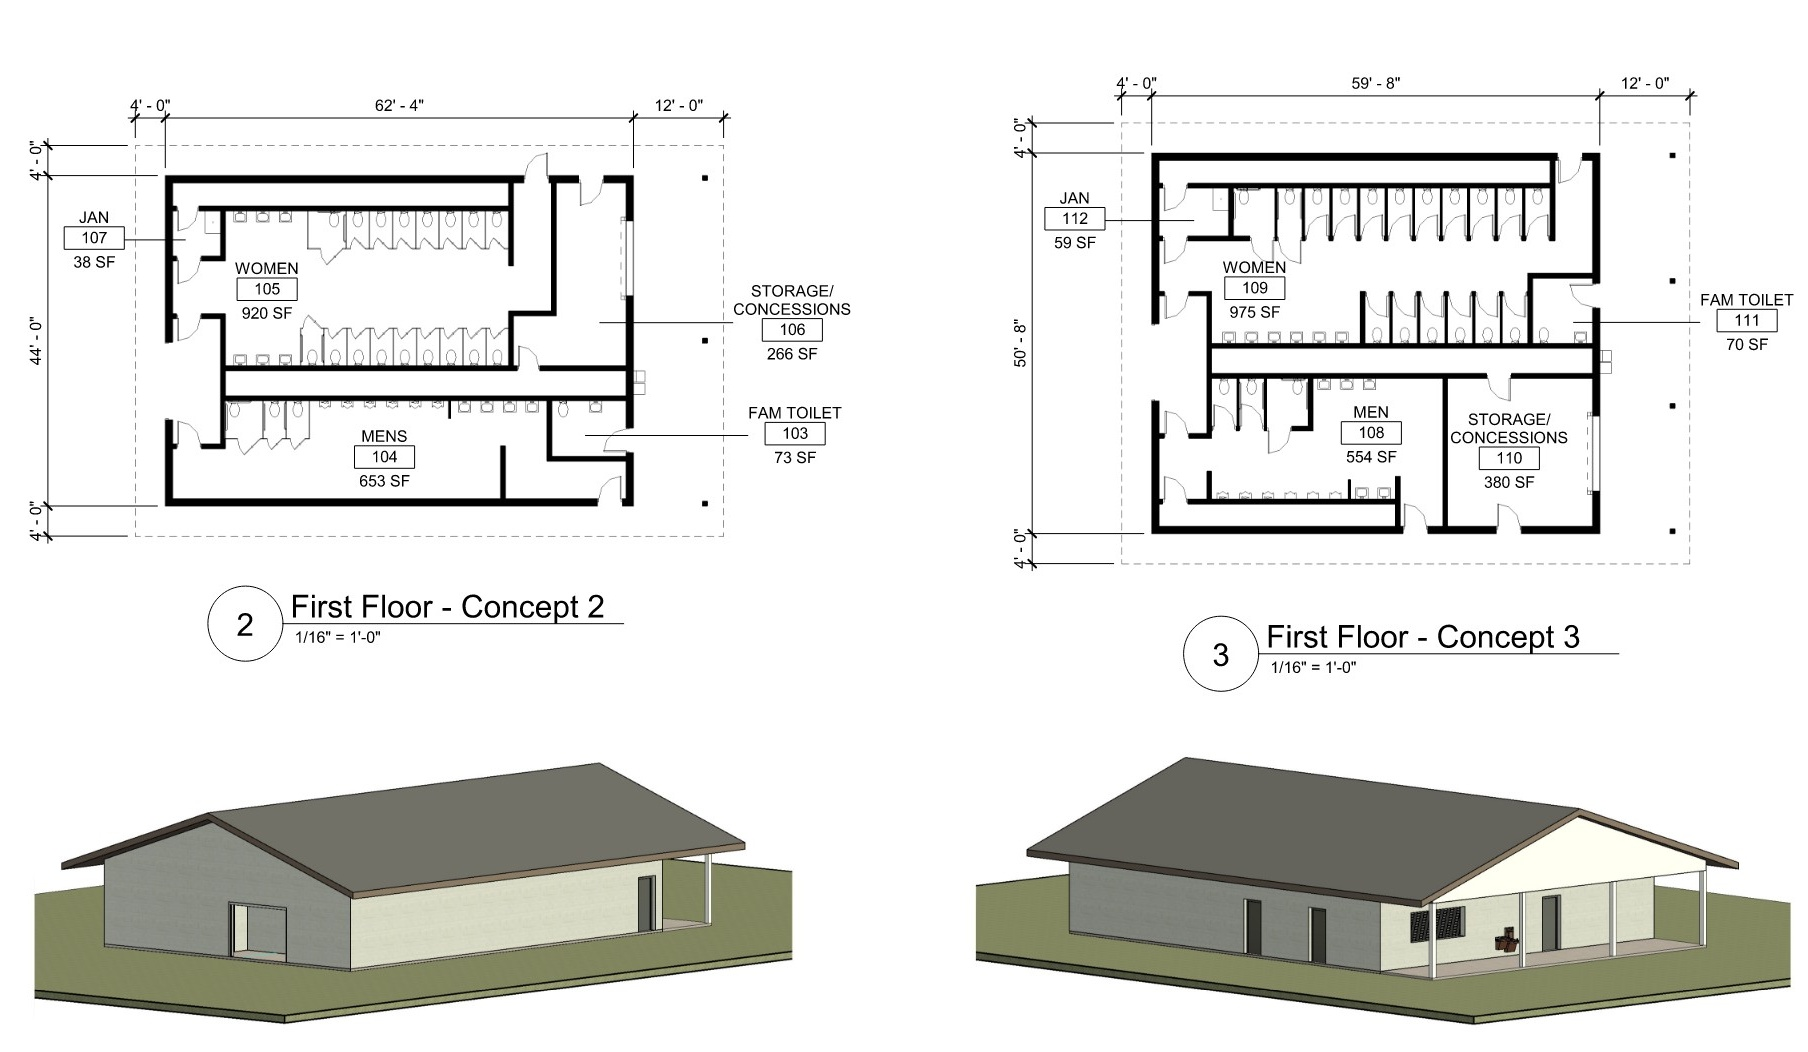 4' - 0"
62' - 4"
12' - 0"
4' - 0"
44' - 0"
4' - 0"
JAN
107
38 SF
WOMEN
105
920 SF
STORAGE/
CONCESSIONS
106
266 SF
MENS
104
653 SF
FAM TOILET
103
73 SF
2
First Floor - Concept 2
1/16" = 1'-0"
4' - 0"
59' - 8"
12' - 0"
4' - 0"
50' - 8"
4' - 0"
JAN
112
59 SF
WOMEN
109
975 SF
FAM TOILET
111
70 SF
MEN
108
554 SF
STORAGE/
CONCESSIONS
110
380 SF
3
First Floor - Concept 3
1/16" = 1'-0"